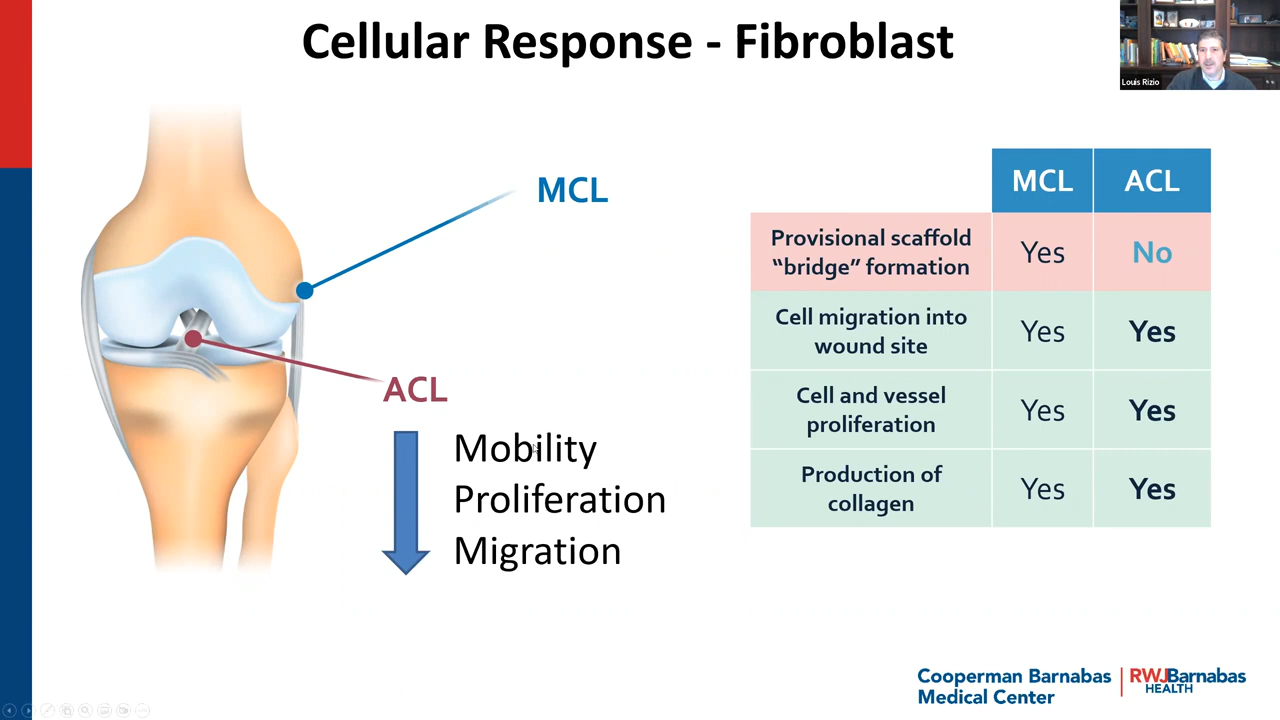 Cellular Response - Fibroblast
Louis Rizio
MCL
ACL
Mobility
Proliferation
Migration
MCL ACL
Provisional scaffold
“bridge” formation
Yes No
Cell migration into
wound site
Yes Yes
Cell and vessel
proliferation
Yes Yes
Production of
collagen
Yes Yes
Cooperman Barnabas
Medical Center
RWJBarnabas
HEALTH